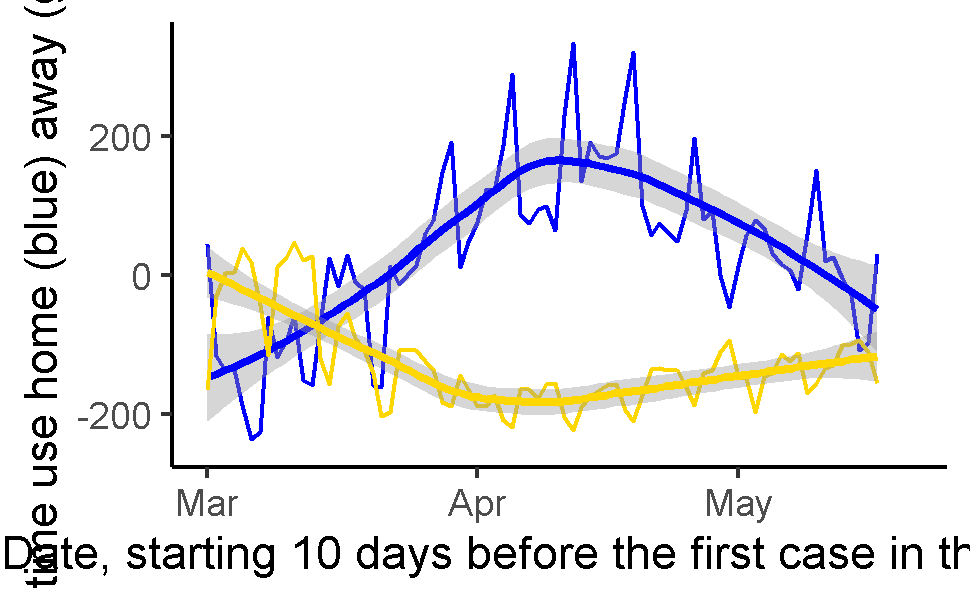 time use home (blue) away (
200
0
-200
Mar Apr May
Date, starting 10 days before the first case in th